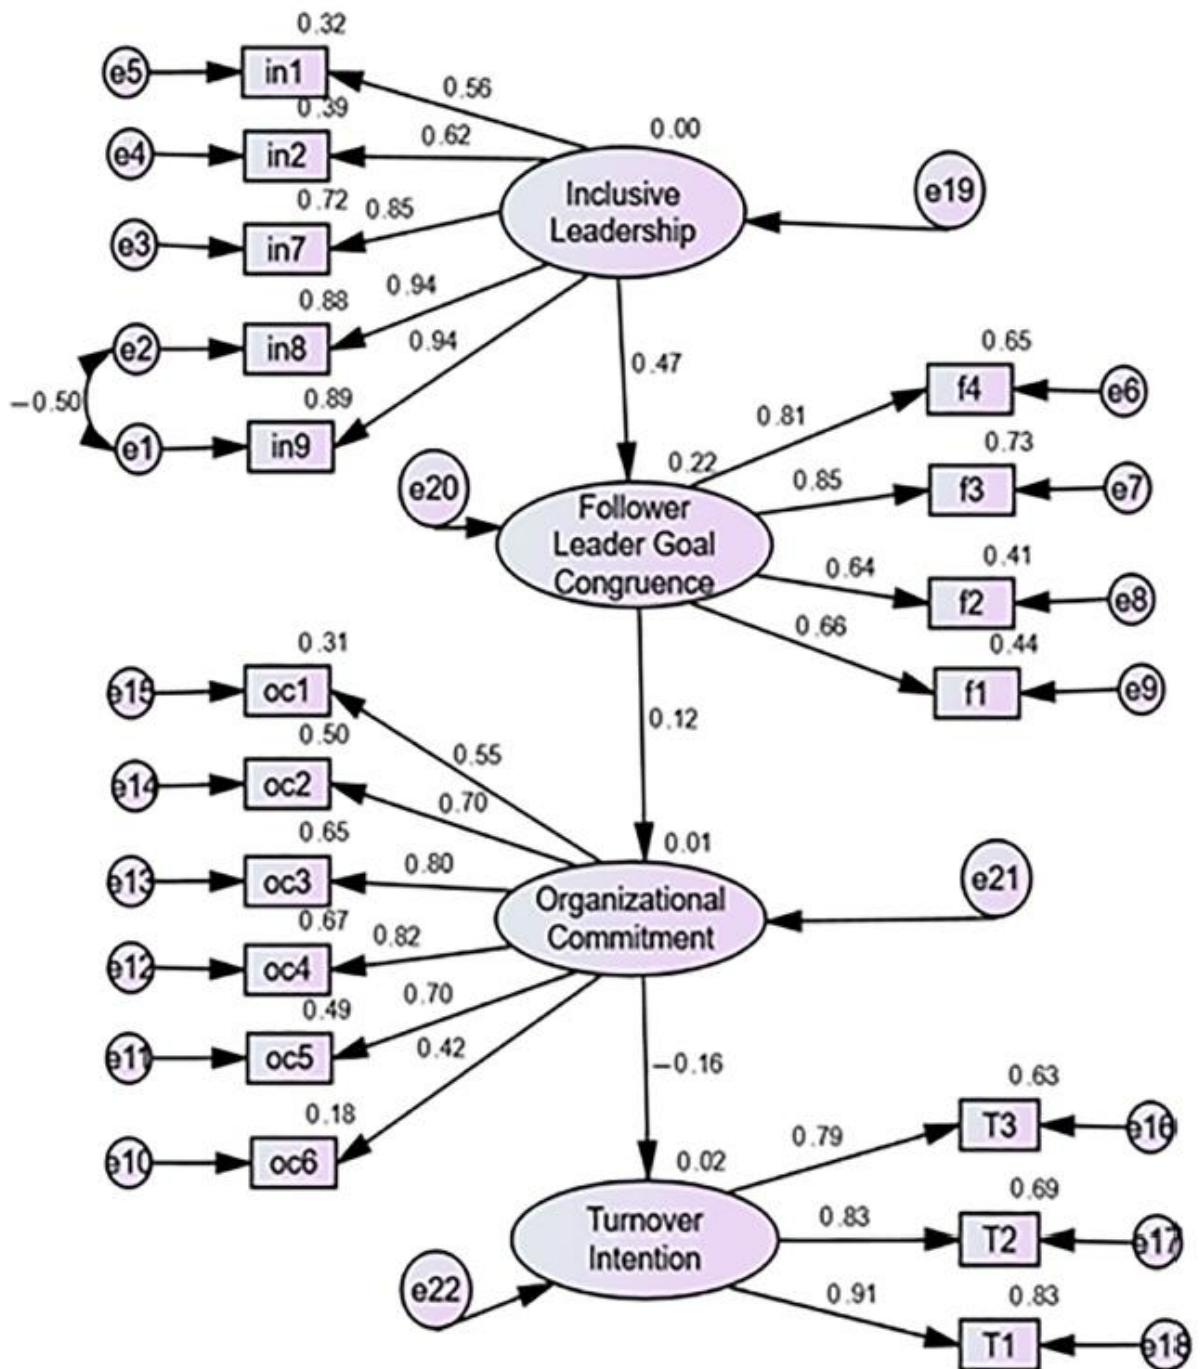 0.32
e5
in1
0.56
0.39
e4
in2
0.62
0.00
Inclusive
Leadership
e19
0.72
0.85
e3
in7
0.88
0.94
e2
in8
0.94
−0.50
0.89
e1
in9
0.47
0.65
f4
e6
0.81
0.22
e20
Follower
Leader Goal
Congruence
0.73
0.85
f3
e7
0.41
0.64
f2
e8
0.66
0.44
f1
e9
0.31
e15
oc1
0.12
0.50
0.55
e14
oc2
0.70
0.65
e13
oc3
0.80
0.01
Organizational
Commitment
e21
0.67
0.82
e12
oc4
0.49
0.70
e11
oc5
0.42
0.18
e10
oc6
−0.16
0.63
T3
e16
0.79
0.02
Turnover
Intention
0.69
0.83
T2
e17
e22
0.91
0.83
T1
e18